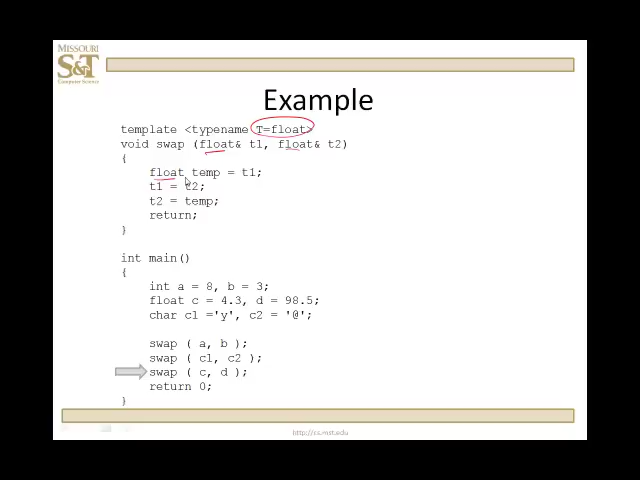 MISSOURI
S&T
Computer Science
Example
template <typename T=float>
void swap (float& t1, float& t2)
{
float temp = t1;
t1 = t2;
t2 = temp;
return;
}
int main()
{
int a = 8, b = 3;
float c = 4.3, d = 98.5;
char c1 ='y', c2 = '@';
swap ( a, b );
swap ( c1, c2 );
swap ( c, d );
return 0;
}
http://cs.mst.edu